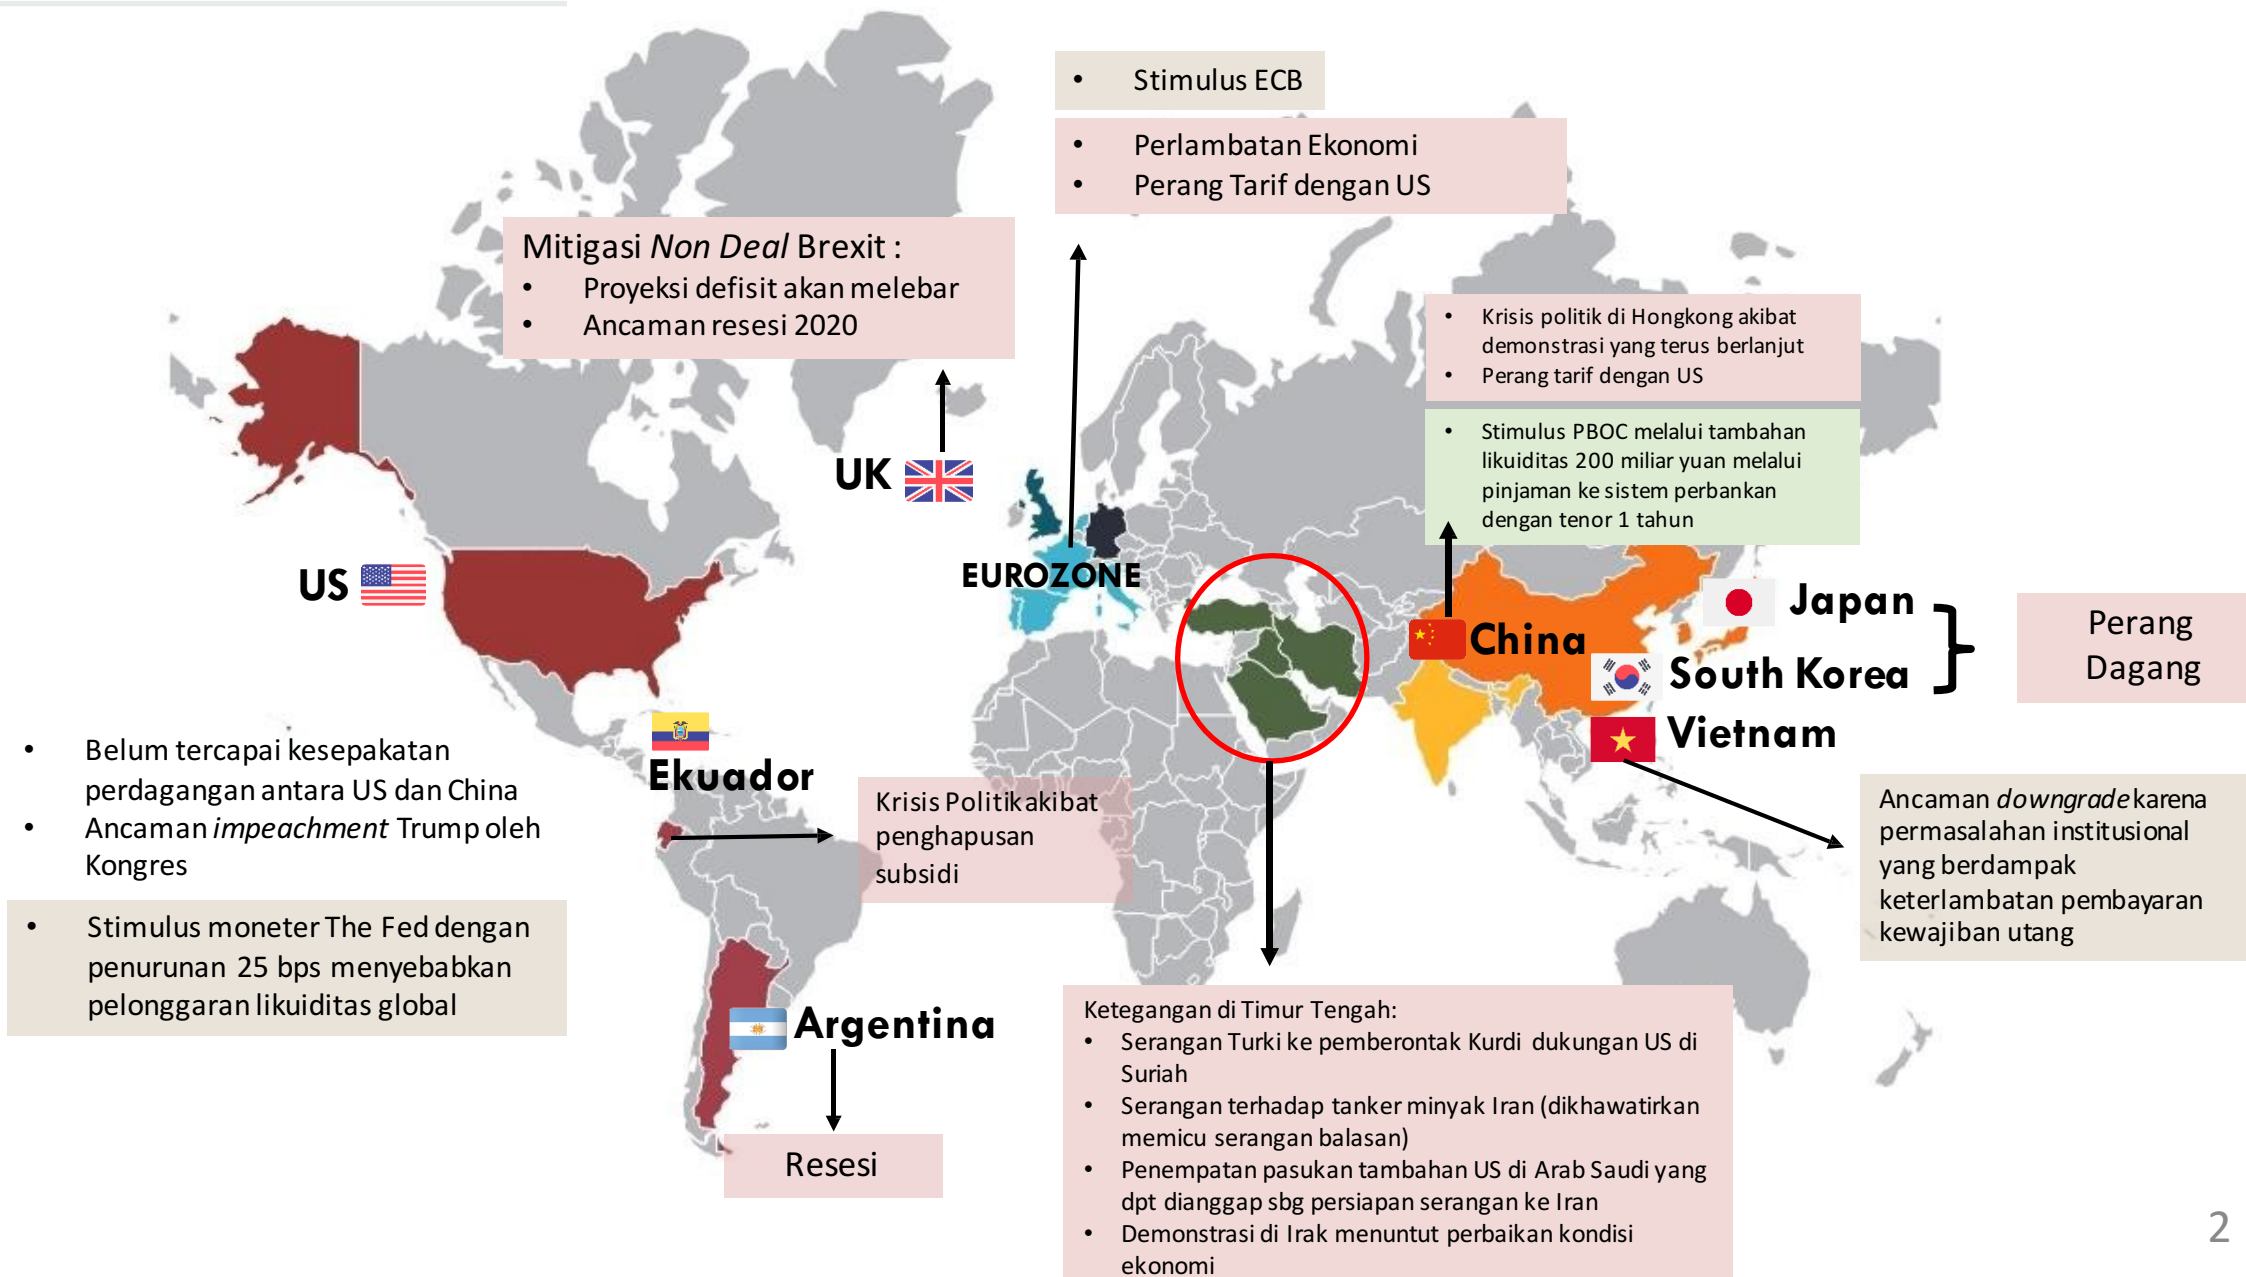 Stimulus ECB
Perlambatan Ekonomi
Perang Tarif dengan US
Mitigasi Non Deal Brexit :
Proyeksi defisit akan melebar
Ancaman resesi 2020
Krisis politik di Hongkong akibat
demonstrasi yang terus berlanjut
Perang tarif dengan US
Stimulus PBOC melalui tambahan
likuiditas 200 miliar yuan melalui
pinjaman ke sistem perbankan
dengan tenor 1 tahun
UK
US
EUROZONE
China
Japan
South Korea
Vietnam
Perang
Dagang
Ekuador
Belum tercapai kesepakatan
perdagangan antara US dan China
Ancaman impeachment Trump oleh
Kongres
Stimulus moneter The Fed dengan
penurunan 25 bps menyebabkan
pelonggaran likuiditas global
Krisis Politik akibat
penghapusan
subsidi
Ancaman downgrade karena
permasalahan institusional
yang berdampak
keterlambatan pembayaran
kewajiban utang
Argentina
Resesi
Ketegangan di Timur Tengah:
Serangan Turki ke pemberontak Kurdi dukungan US di
Suriah
Serangan terhadap tanker minyak Iran (dikhawatirkan
memicu serangan balasan)
Penempatan pasukan tambahan US di Arab Saudi yang
dpt dianggap sbg persiapan serangan ke Iran
Demonstrasi di Irak menuntut perbaikan kondisi
ekonomi
2